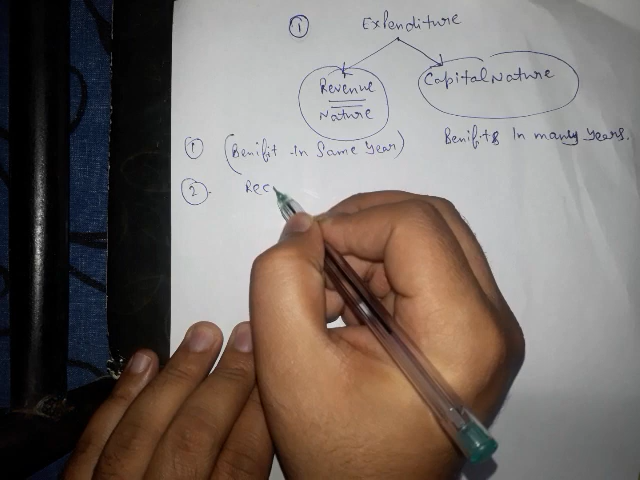 ① Expenditure
Revenue Nature
Capital Nature
① (Benifit In Same Year) Benifits In many years.
②. Rec